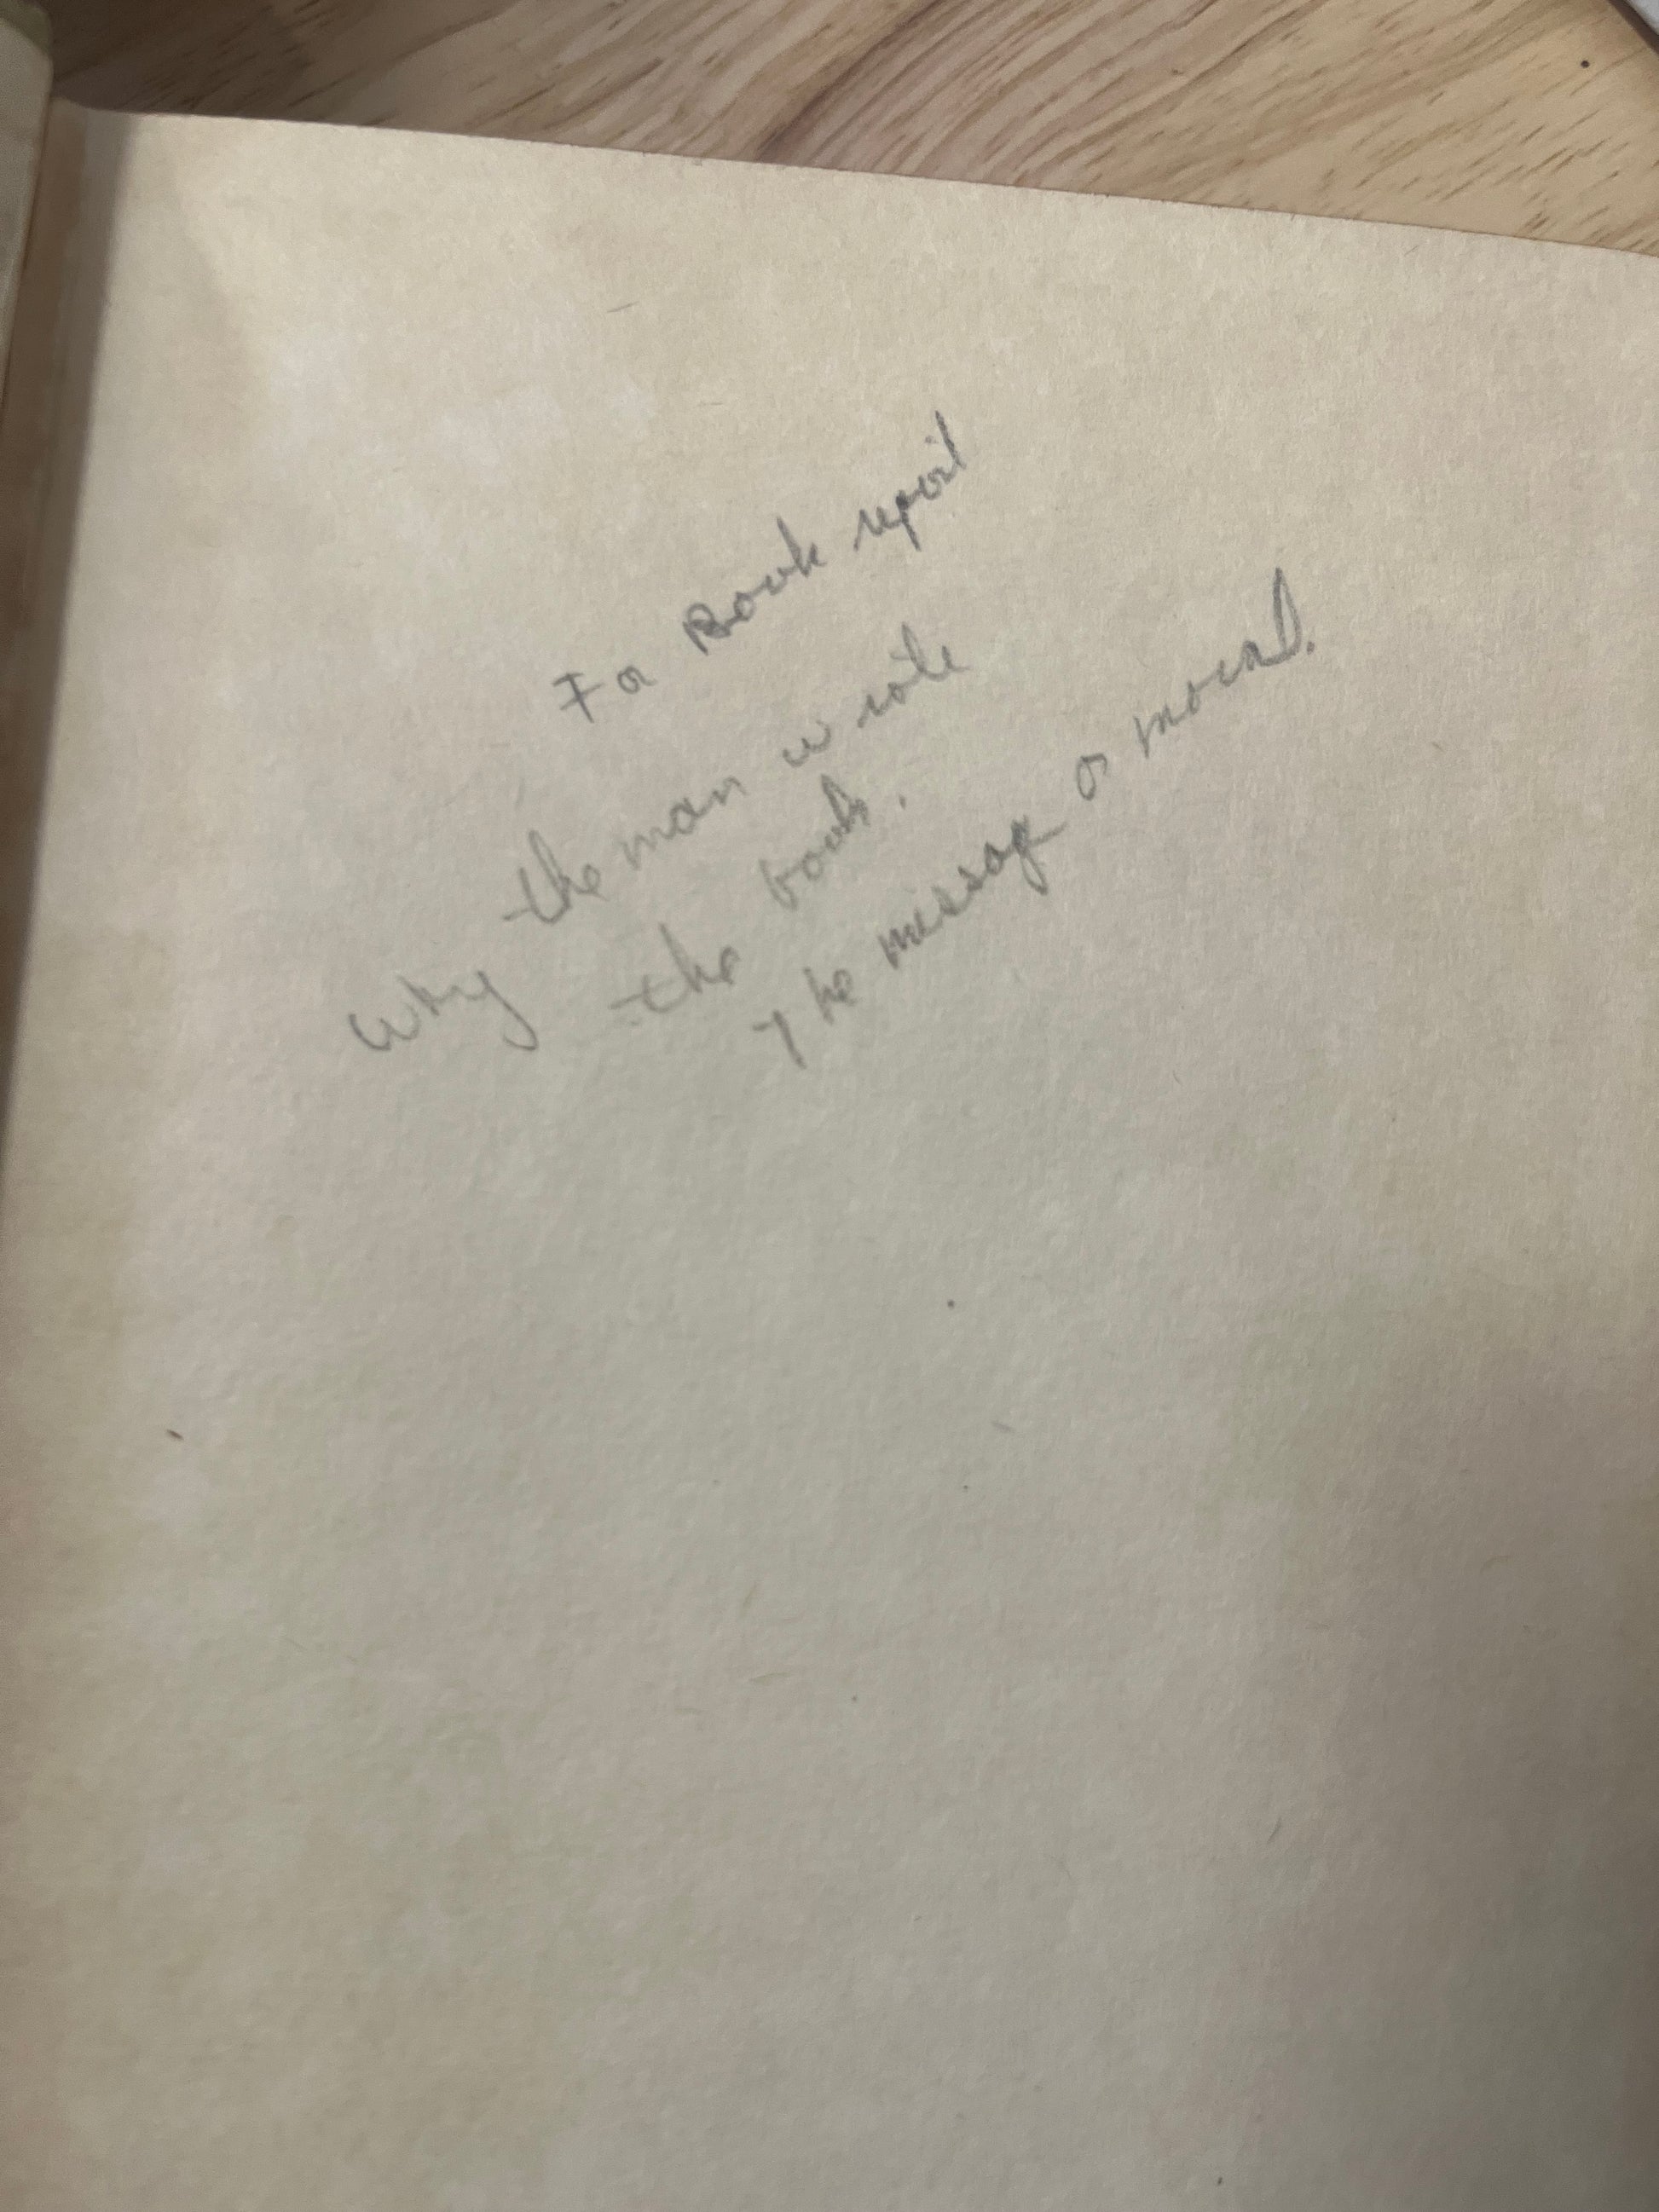 For Book report
Why the man wrote
the book.
The message or moral.